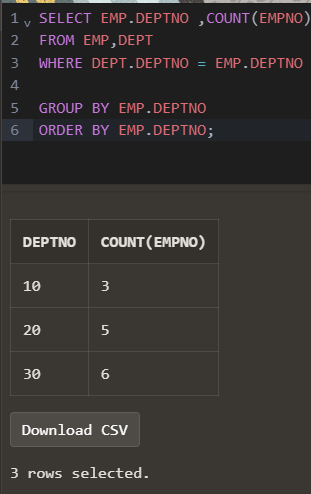 1 v SELECT EMP.DEPTNO ,COUNT(EMPNO)
2 FROM EMP,DEPT
3 WHERE DEPT.DEPTNO = EMP.DEPTNO
4
5 GROUP BY EMP.DEPTNO
6 ORDER BY EMP.DEPTNO;
DEPTNO COUNT(EMPNO)
10 3
20 5
30 6
Download CSV
3 rows selected.